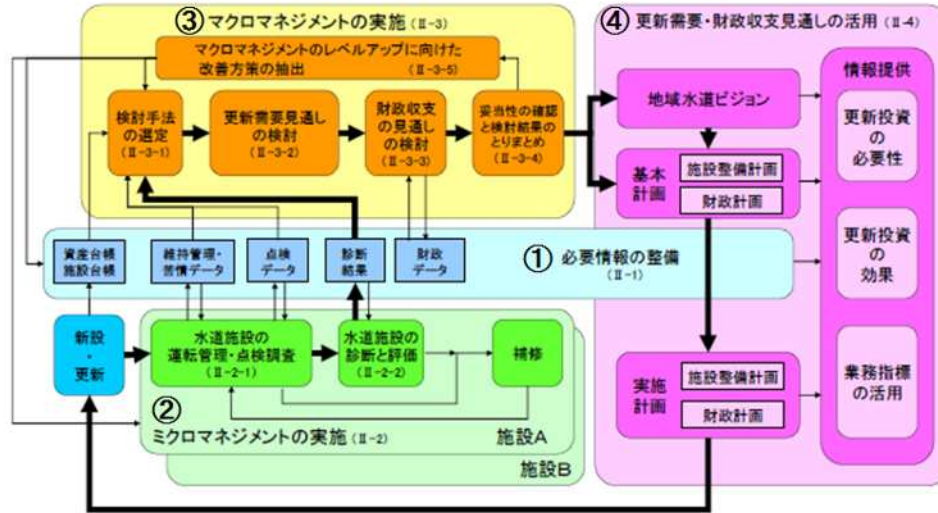 ③マクロマネジメントの実施(Ⅱ-3)
マクロマネジメントのレベルアップに向けた
改善方策の抽出 (Ⅱ-3-5)
検討手法
の選定
(Ⅱ-3-1)
更新需要見通し
の検討
(Ⅱ-3-2)
財政収支
の見通し
の検討
(Ⅱ-3-3)
妥当性の確認
と検討結果の
とりまとめ
(Ⅱ-3-4)
④更新需要・財政収支見通しの活用(Ⅱ-4)
地域水道ビジョン
基本
計画
施設整備計画
財政計画
情報提供
更新投資
の
必要性
更新投資
の
効果
業務指標
の活用
資産台帳
施設台帳
維持管理・
苦情データ
点検
データ
診断
結果
財政
データ
①必要情報の整備
(Ⅱ-1)
新設
・
更新
水道施設の
運転管理・点検調査
(Ⅱ-2-1)
水道施設の
診断と評価
(Ⅱ-2-2)
補修
②
ミクロマネジメントの実施(Ⅱ-2)
施設A
施設B
実施
計画
施設整備計画
財政計画